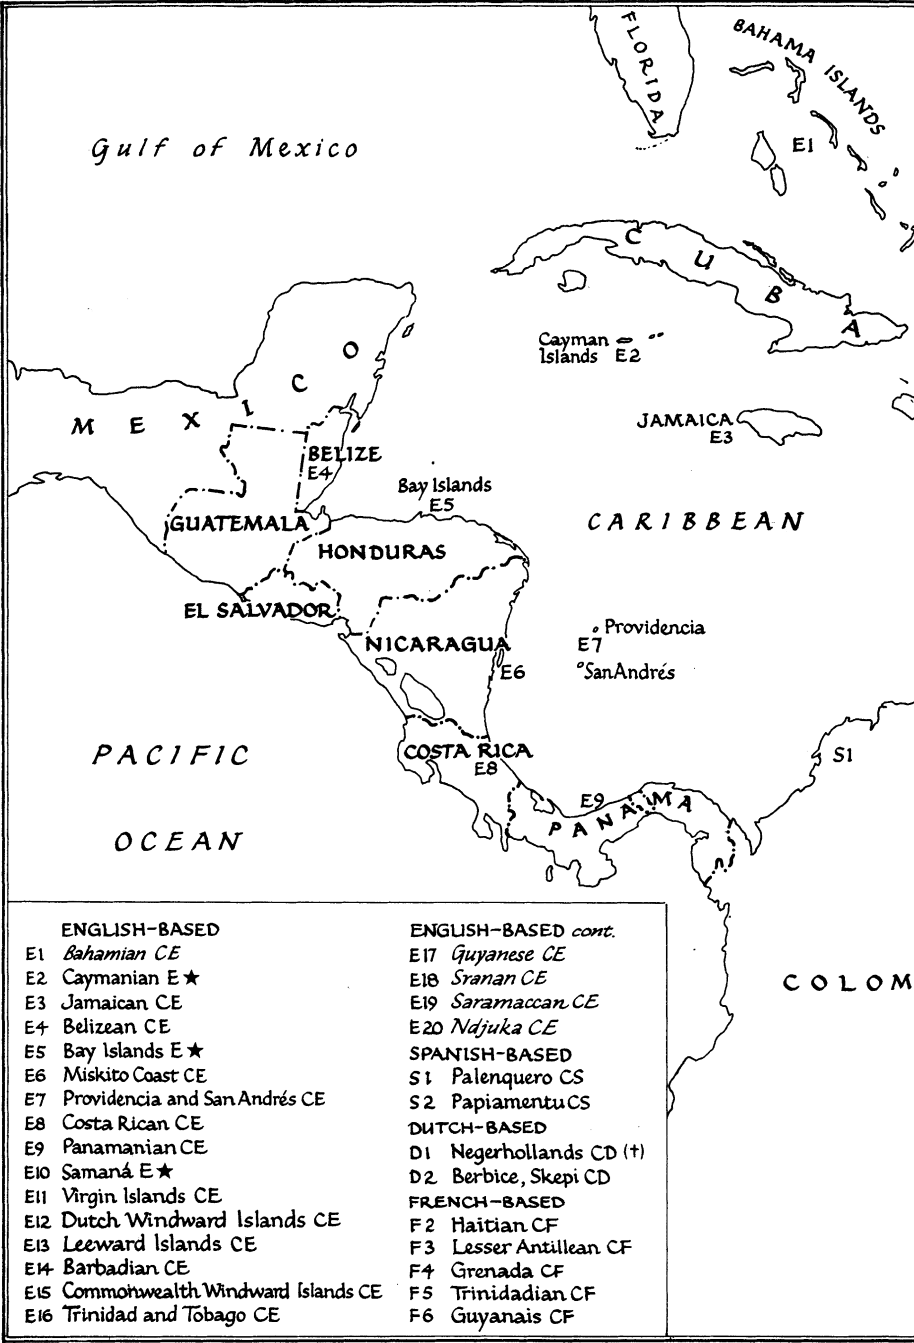 FLORIDA
BAHAMA ISLANDS
E1
Gulf of Mexico
CUBA
Cayman
Islands E2
MEXICO
JAMAICA
E3
BELIZE
E4
Bay Islands
E5
GUATEMALA
CARIBBEAN
HONDURAS
EL SALVADOR
Providencia
E7
NICARAGUA
E6
San Andrés
PACIFIC
OCEAN
COSTA RICA
E8
S1
E9
PANAMA
COLOM
ENGLISH-BASED
E1 Bahamian CE
E2 Caymanian E★
E3 Jamaican CE
E4 Belizean CE
E5 Bay Islands E★
E6 Miskito Coast CE
E7 Providencia and San Andrés CE
E8 Costa Rican CE
E9 Panamanian CE
E10 Samaná E★
E11 Virgin Islands CE
E12 Dutch Windward Islands CE
E13 Leeward Islands CE
E14 Barbadian CE
E15 Commonwealth Windward Islands CE
E16 Trinidad and Tobago CE
ENGLISH-BASED cont.
E17 Guyanese CE
E18 Sranan CE
E19 Saramaccan CE
E20 Ndjuka CE
SPANISH-BASED
S1 Palenquero CS
S2 Papiamentu CS
DUTCH-BASED
D1 Negerhollands CD (†)
D2 Berbice, Skepi CD
FRENCH-BASED
F2 Haitian CF
F3 Lesser Antillean CF
F4 Grenada CF
F5 Trinidadian CF
F6 Guyanais CF